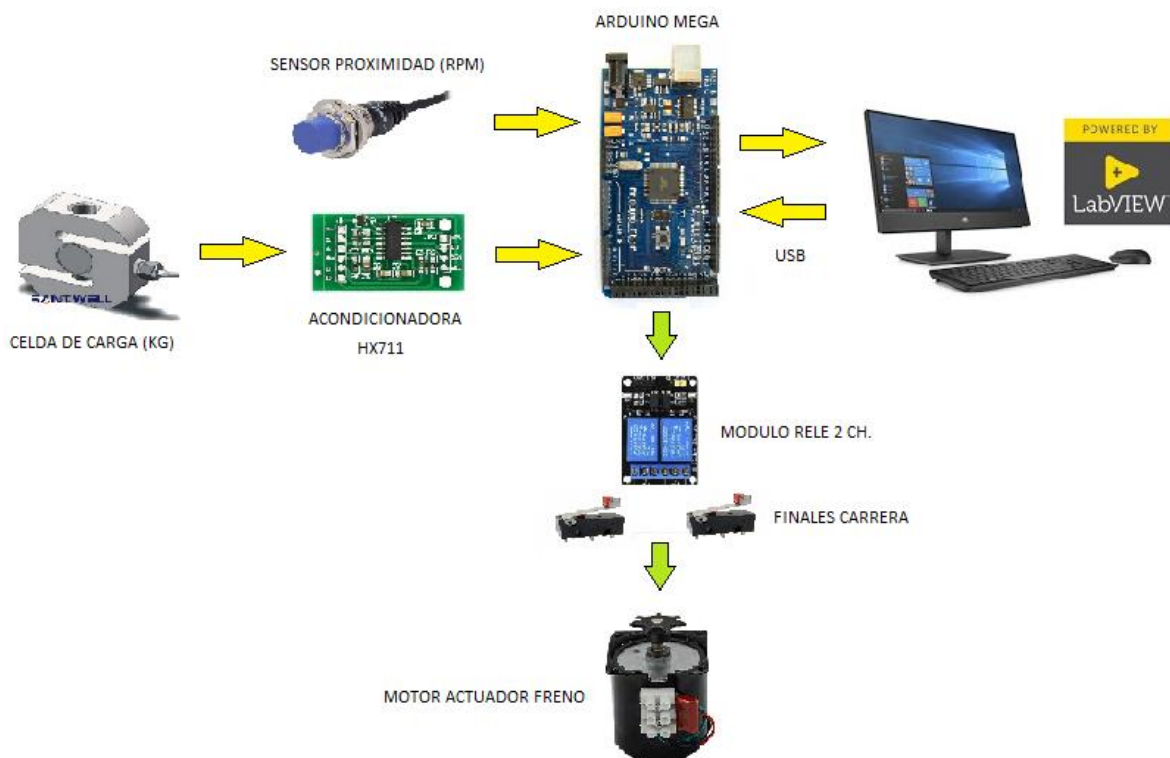 ARDUINO MEGA
SENSOR PROXIMIDAD (RPM)
POWERED BY
LabVIEW
USB
CELDA DE CARGA (KG)
ACONDICIONADORA
HX711
MODULO RELE 2 CH.
FINALES CARRERA
MOTOR ACTUADOR FRENO